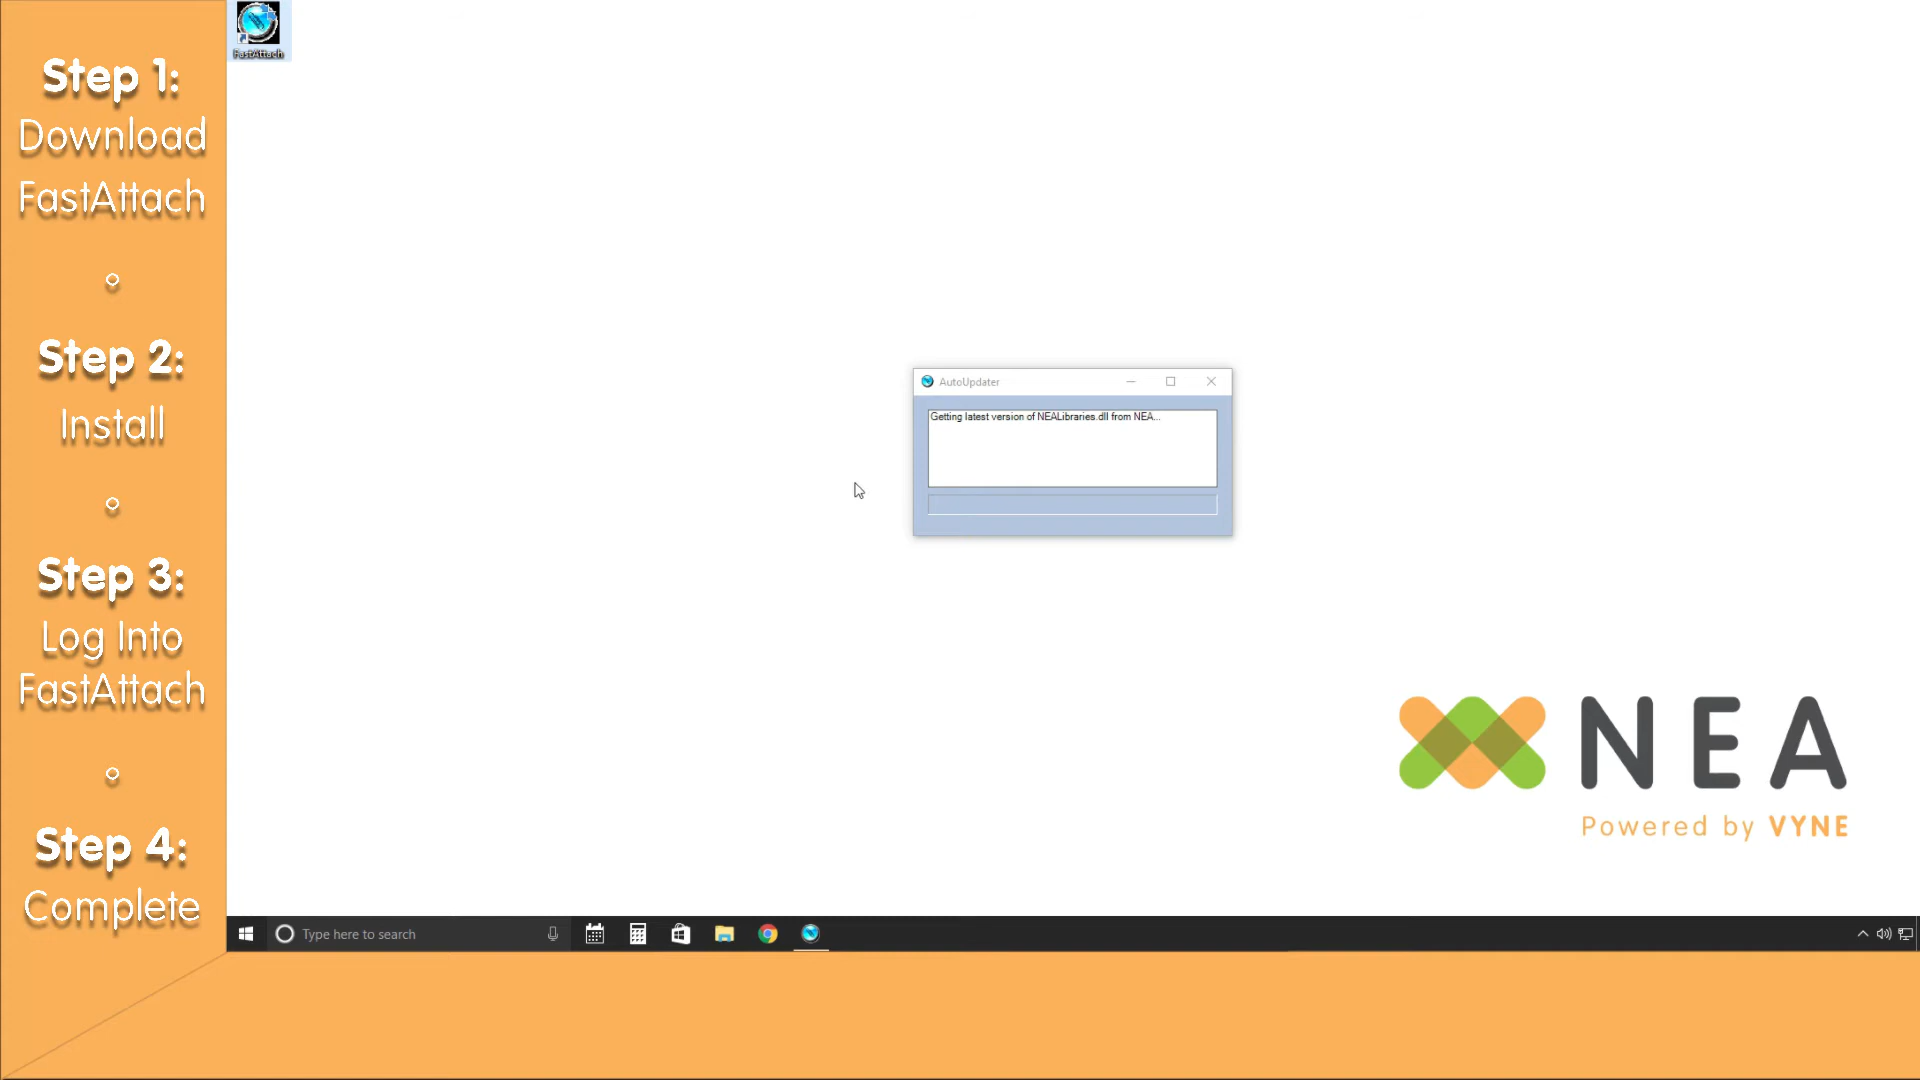 Step 1:
Download
FastAttach
Step 2:
Install
Step 3:
Log Into
FastAttach
Step 4:
Complete
FastAttach
AutoUpdater
Getting latest version of NEALibraries.dll from NEA...
NEA
Powered by VYNE
Type here to search